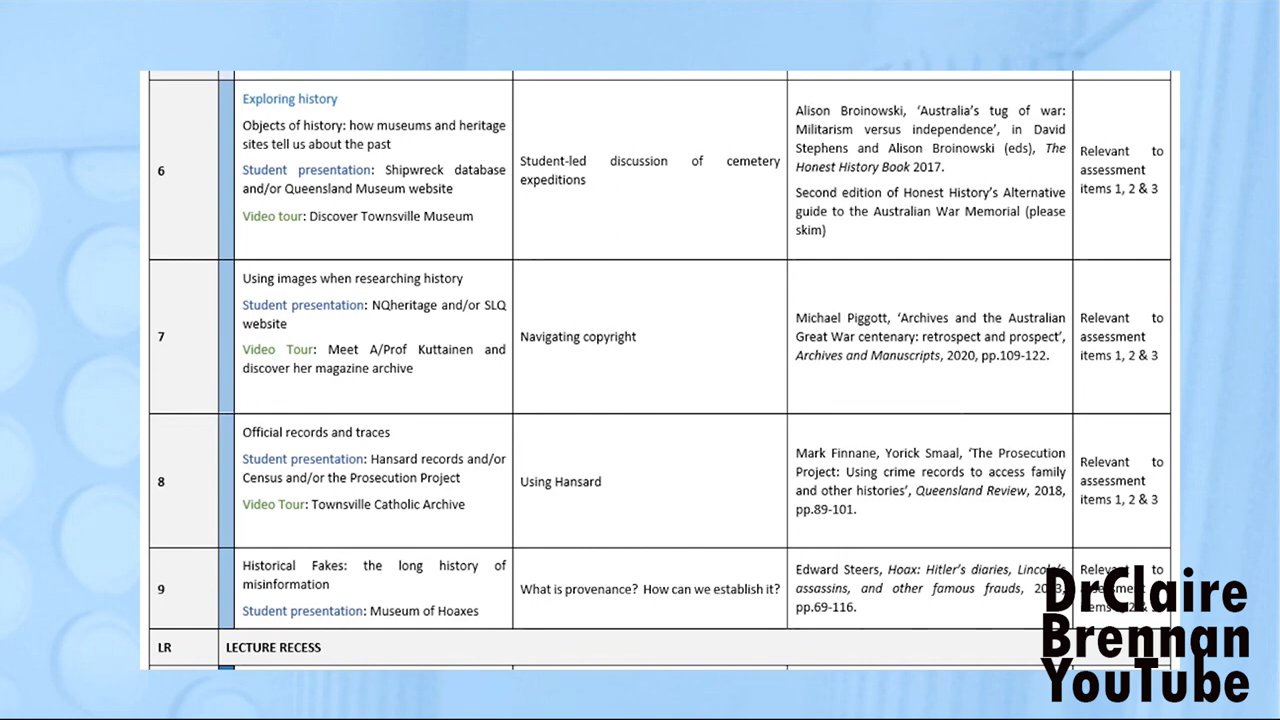 6
Exploring history
Objects of history: how museums and heritage
sites tell us about the past
Student presentation: Shipwreck database
and/or Queensland Museum website
Video tour: Discover Townsville Museum
Student-led discussion of cemetery
expeditions
Alison Broinowski, ‘Australia’s tug of war:
Militarism versus independence’, in David
Stephens and Alison Broinowski (eds), The
Honest History Book 2017.
Second edition of Honest History’s Alternative
guide to the Australian War Memorial (please
skim)
Relevant to
assessment
items 1, 2 & 3
7
Using images when researching history
Student presentation: NQheritage and/or SLQ
website
Video Tour: Meet A/Prof Kuttainen and
discover her magazine archive
Navigating copyright
Michael Piggott, ‘Archives and the Australian
Great War centenary: retrospect and prospect’,
Archives and Manuscripts, 2020, pp.109-122.
Relevant to
assessment
items 1, 2 & 3
8
Official records and traces
Student presentation: Hansard records and/or
Census and/or the Prosecution Project
Video Tour: Townsville Catholic Archive
Using Hansard
Mark Finnane, Yorick Smaal, ‘The Prosecution
Project: Using crime records to access family
and other histories’, Queensland Review, 2018,
pp.89-101.
Relevant to
assessment
items 1, 2 & 3
9
Historical Fakes: the long history of
misinformation
Student presentation: Museum of Hoaxes
What is provenance? How can we establish it?
Edward Steers, Hoax: Hitler’s diaries, Lincoln’s
assassins, and other famous frauds,
pp.69-116.
LR
LECTURE RECESS
DrClaire
Brennan
YouTube